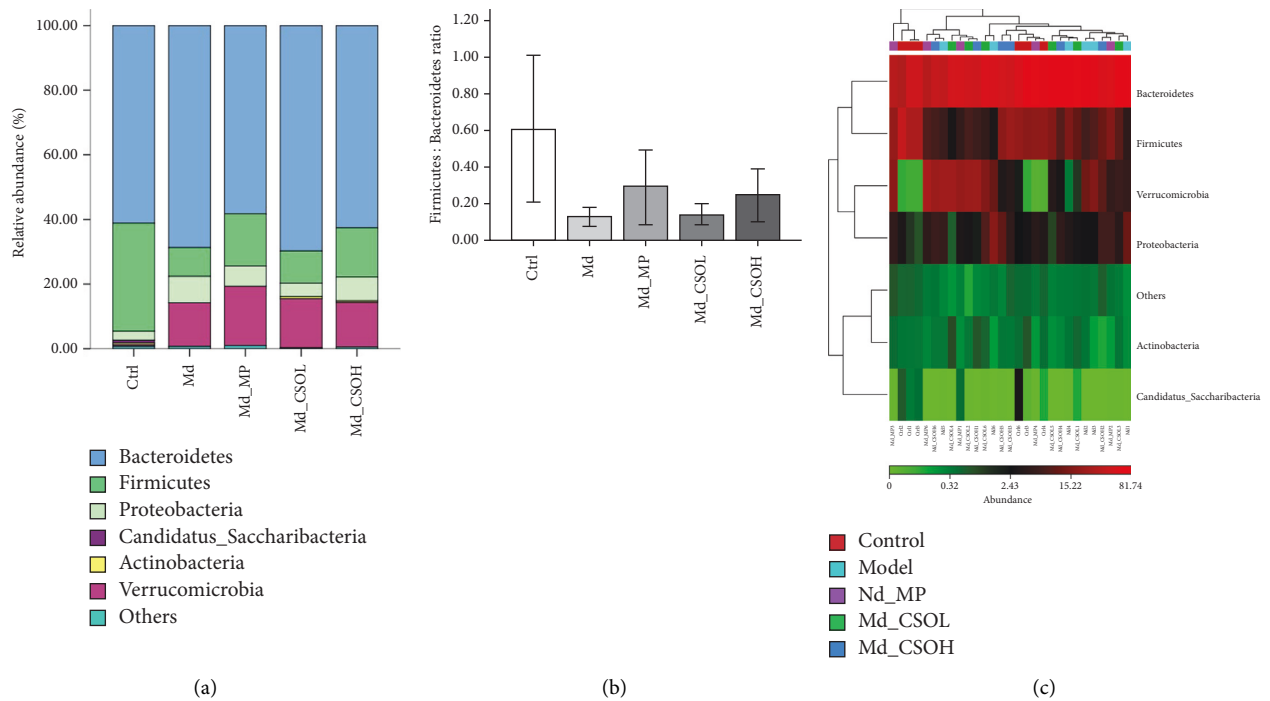 100.00
80.00
60.00
40.00
20.00
0.00
Relative abundance (%)
Ctrl
Md
Md_MP
Md_CSOL
Md_CSOH
Bacteroidetes
Firmicutes
Proteobacteria
Candidatus_Saccharibacteria
Actinobacteria
Verrucomicrobia
Others
(a)
1.20
1.00
0.80
0.60
0.40
0.20
0.00
Firmicutes : Bacteroidetes ratio
Ctrl
Md
Md_MP
Md_CSOL
Md_CSOH
(b)
Bacteroidetes
Firmicutes
Verrucomicrobia
Proteobacteria
Others
Actinobacteria
Candidatus_Saccharibacteria
0
0.32
2.43
15.22
81.74
Abundance
Control
Model
Nd_MP
Md_CSOL
Md_CSOH
(c)